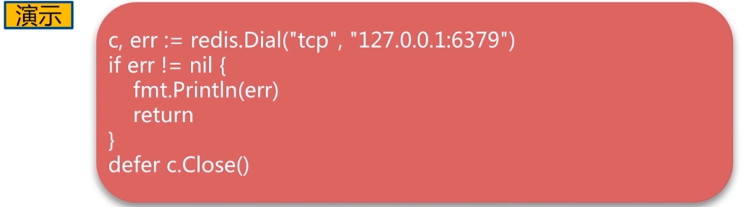 演示
c, err := redis.Dial("tcp", "127.0.0.1:6379")
if err != nil {
fmt.Println(err)
return
}
defer c.Close()